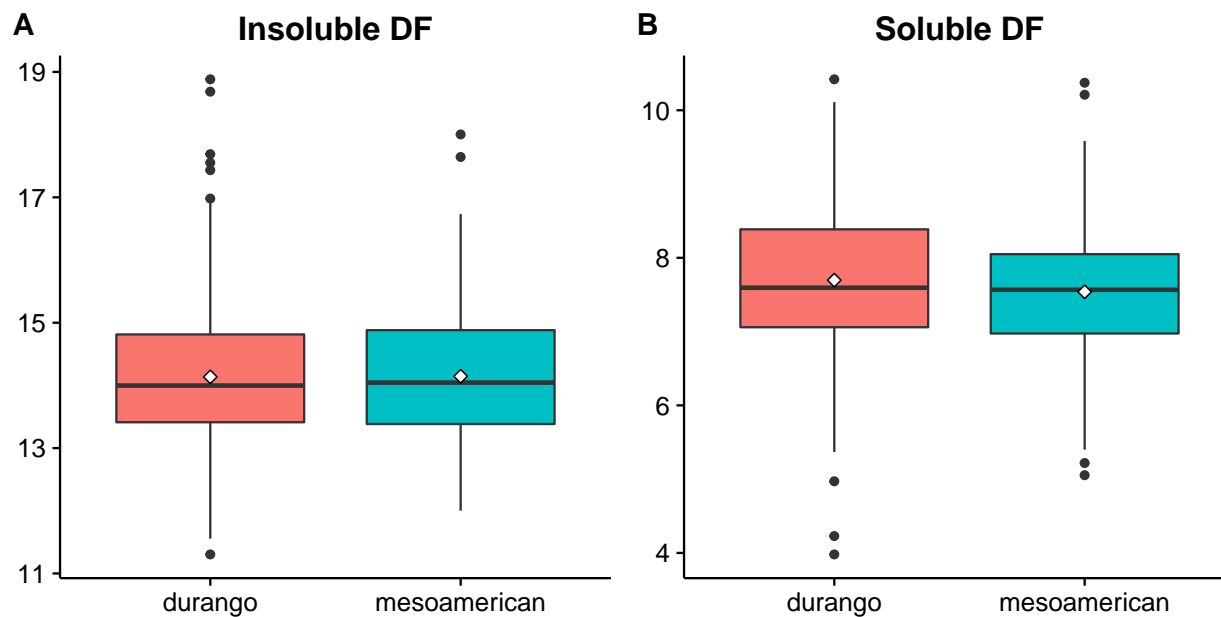 A
Insoluble DF
19
17
15
13
11
durango
mesoamerican
B
Soluble DF
10
8
6
4
durango
mesoamerican